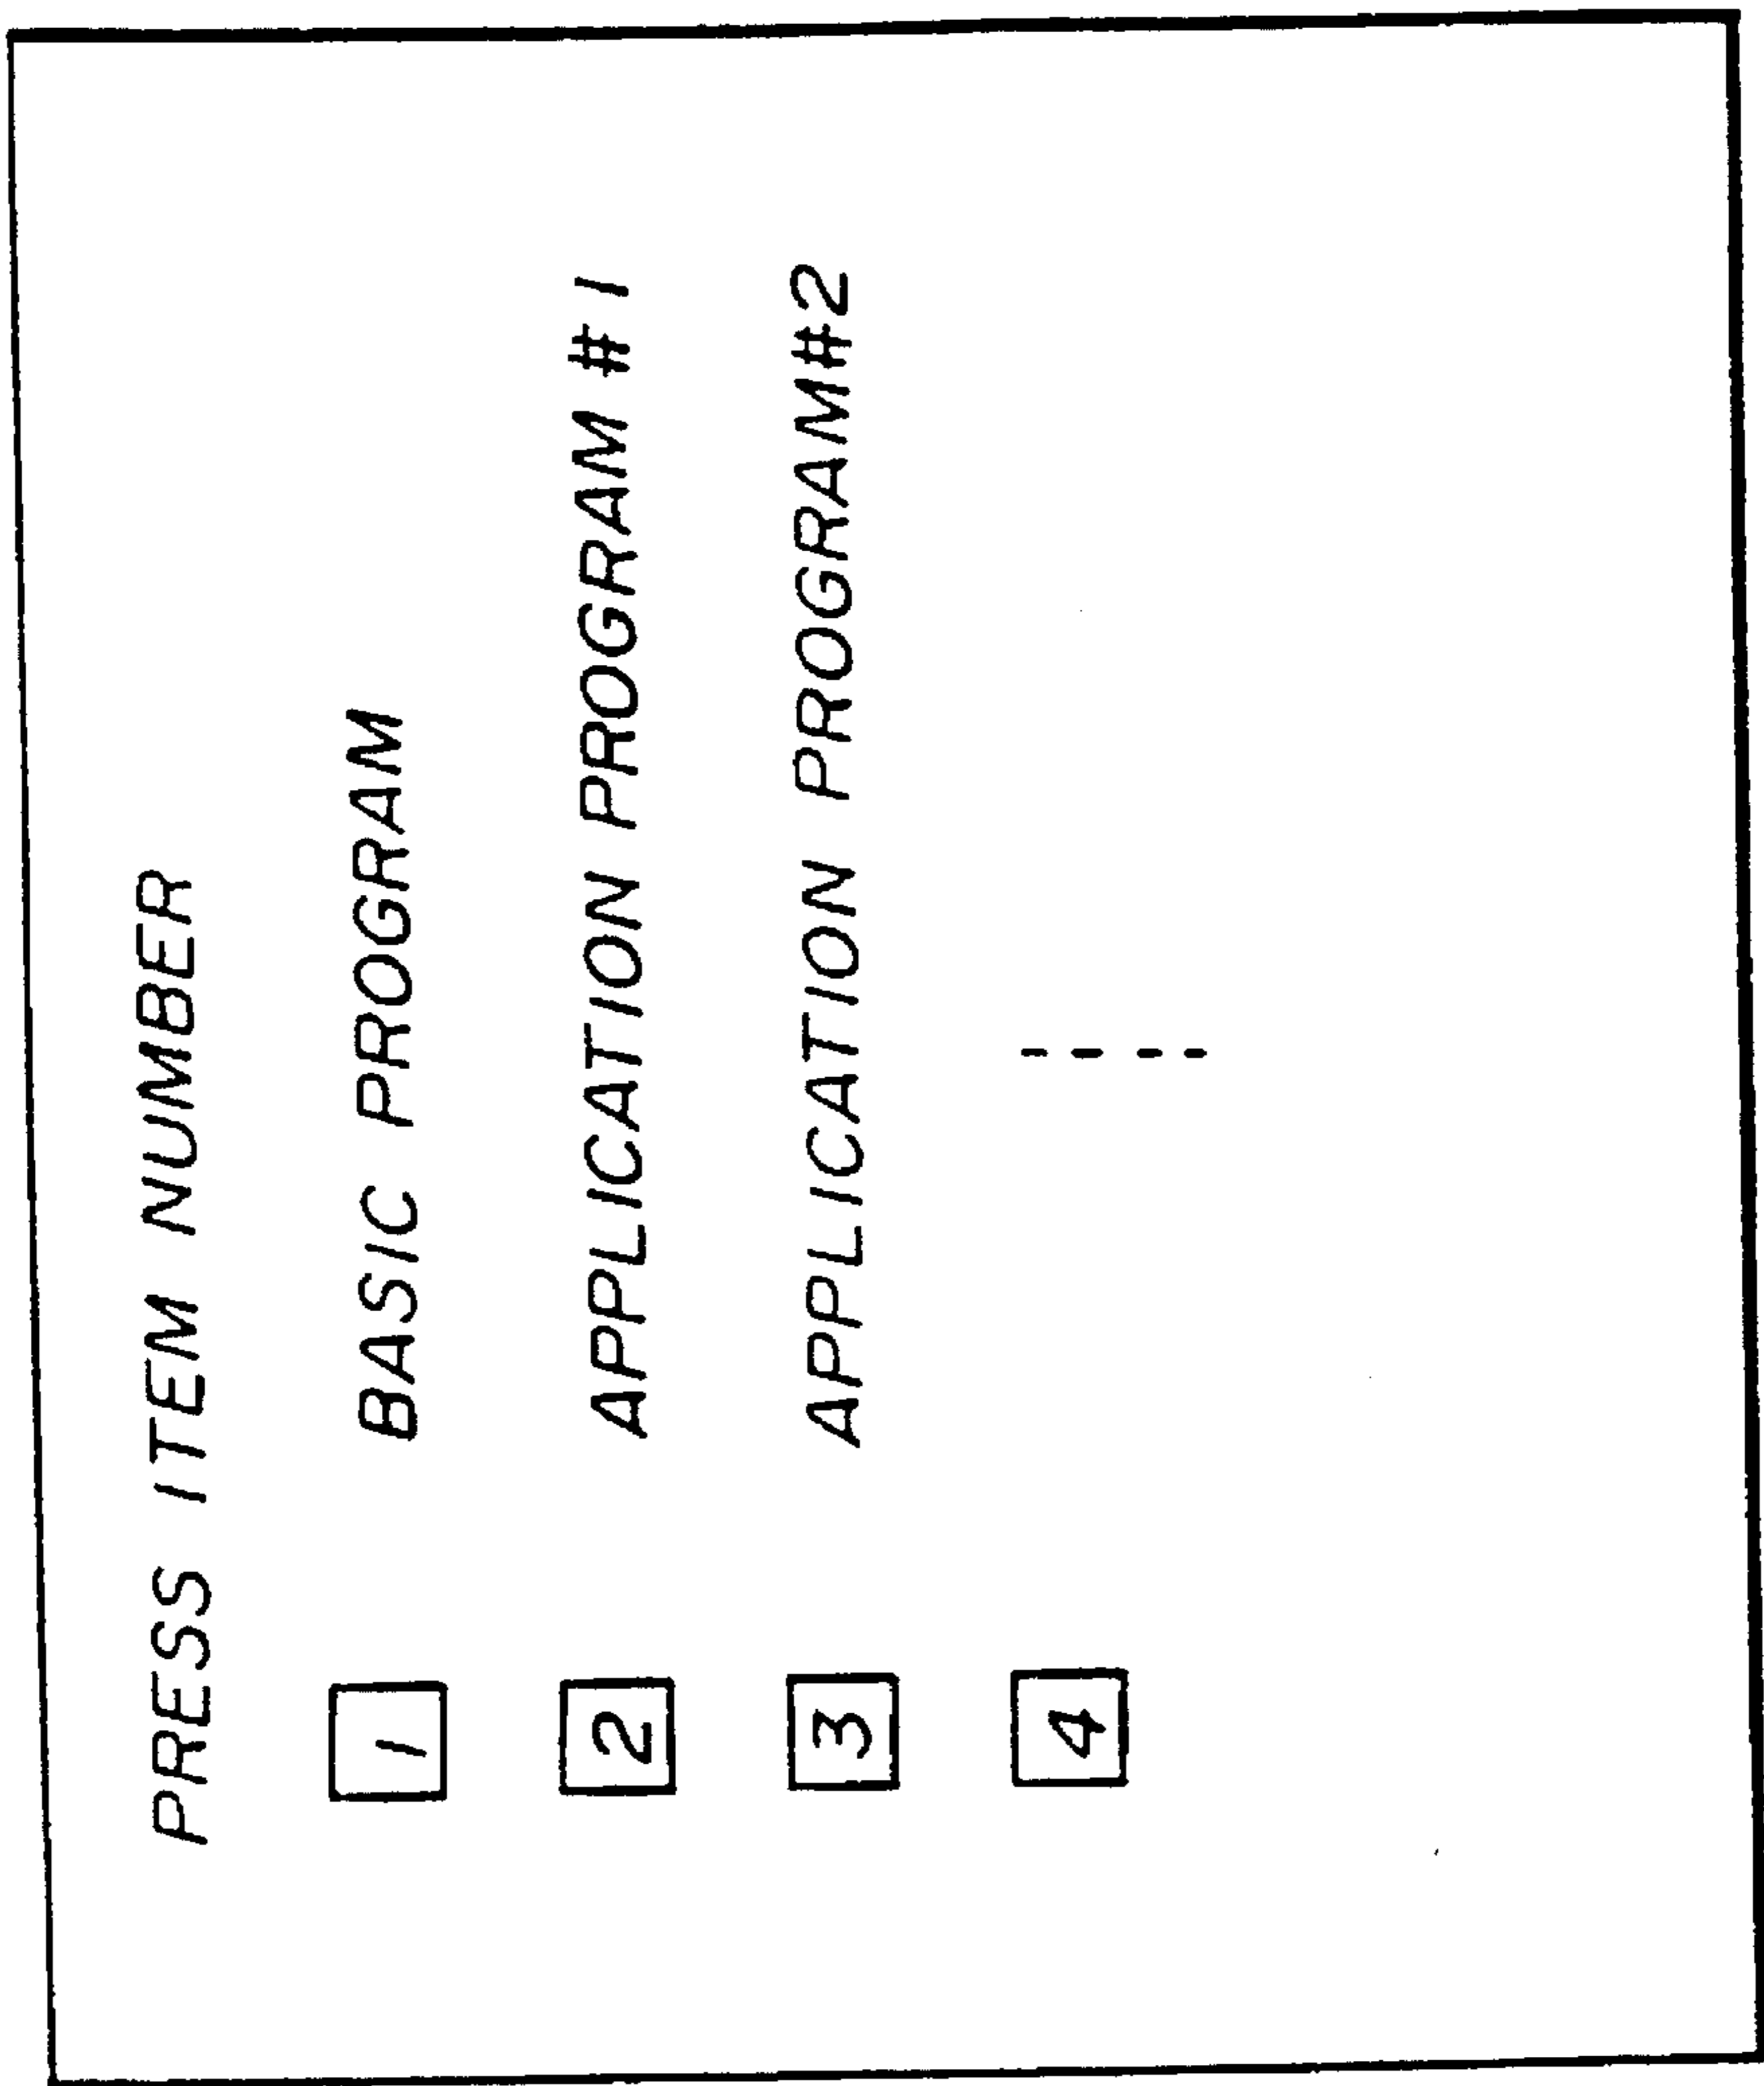 PRESS ITEM NUMBER
1 BASIC PROGRAM
2 APPLICATION PROGRAM #1
3 APPLICATION PROGRAM#2
4